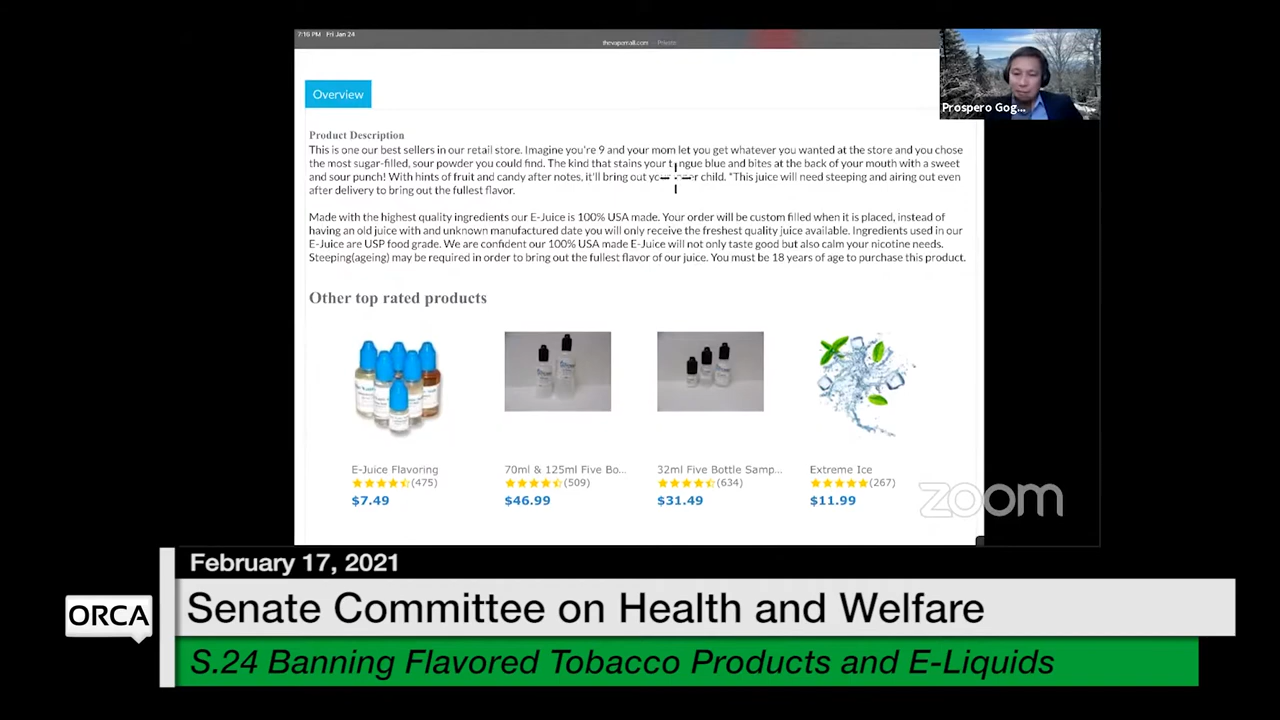 7:16 PM Fri Jan 24
thevapormall.com Private
Prospero Gog...
Overview
Product Description
This is one our best sellers in our retail store. Imagine you're 9 and your mom let you get whatever you wanted at the store and you chose
the most sugar-filled, sour powder you could find. The kind that stains your tongue blue and bites at the back of your mouth with a sweet
and sour punch! With hints of fruit and candy after notes, it'll bring out your inner child. *This juice will need steeping and airing out even
after delivery to bring out the fullest flavor.
Made with the highest quality ingredients our E-Juice is 100% USA made. Your order will be custom filled when it is placed, instead of
having an old juice with and unknown manufactured date you will only receive the freshest quality juice available. Ingredients used in our
E-Juice are USP food grade. We are confident our 100% USA made E-Juice will not only taste good but also calm your nicotine needs.
Steeping(ageing) may be required in order to bring out the fullest flavor of our juice. You must be 18 years of age to purchase this product.
Other top rated products
E-Juice Flavoring
(475)
$7.49
70ml & 125ml Five Bo...
(509)
$46.99
32ml Five Bottle Samp...
(634)
$31.49
Extreme Ice
(267)
$11.99
zoom
February 17, 2021
ORCA
Senate Committee on Health and Welfare
S.24 Banning Flavored Tobacco Products and E-Liquids